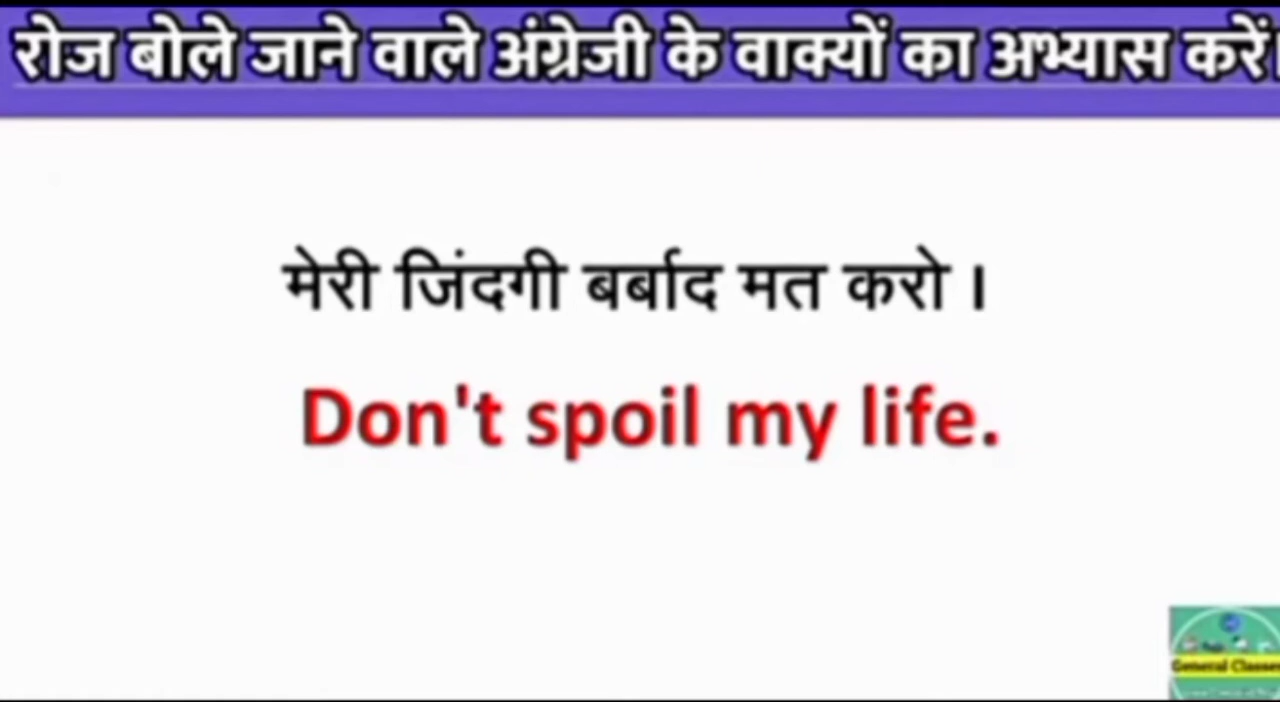 रोज बोले जाने वाले अंग्रेजी के वाक्यों का अभ्यास करें।
मेरी जिंदगी बर्बाद मत करो ।
Don't spoil my life.
General Classes